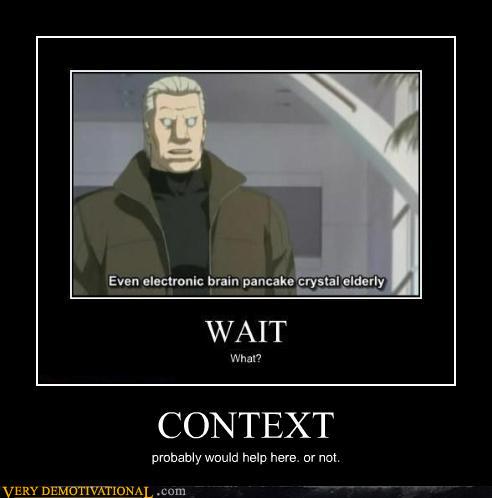 Even electronic brain pancake crystal elderly
WAIT
What?
CONTEXT
probably would help here. or not.
VERY DEMOTIVATIONAL.com